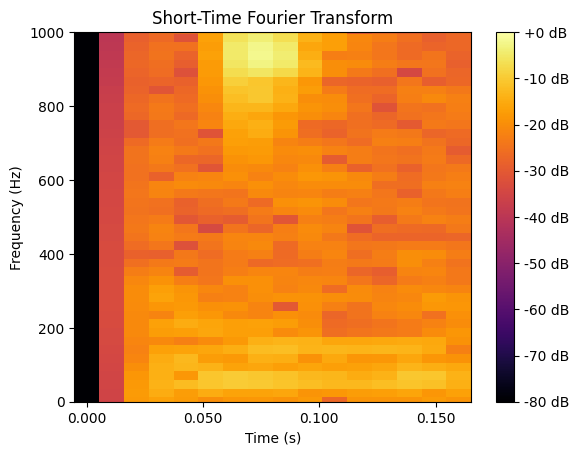 Short-Time Fourier Transform
Frequency (Hz)
1000
800
600
400
200
0
0.000
0.050
0.100
0.150
Time (s)
+0 dB
-10 dB
-20 dB
-30 dB
-40 dB
-50 dB
-60 dB
-70 dB
-80 dB